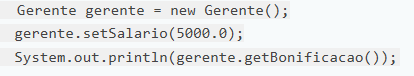 Gerente gerente = new Gerente();
gerente.setSalario(5000.0);
System.out.println(gerente.getBonificacao());